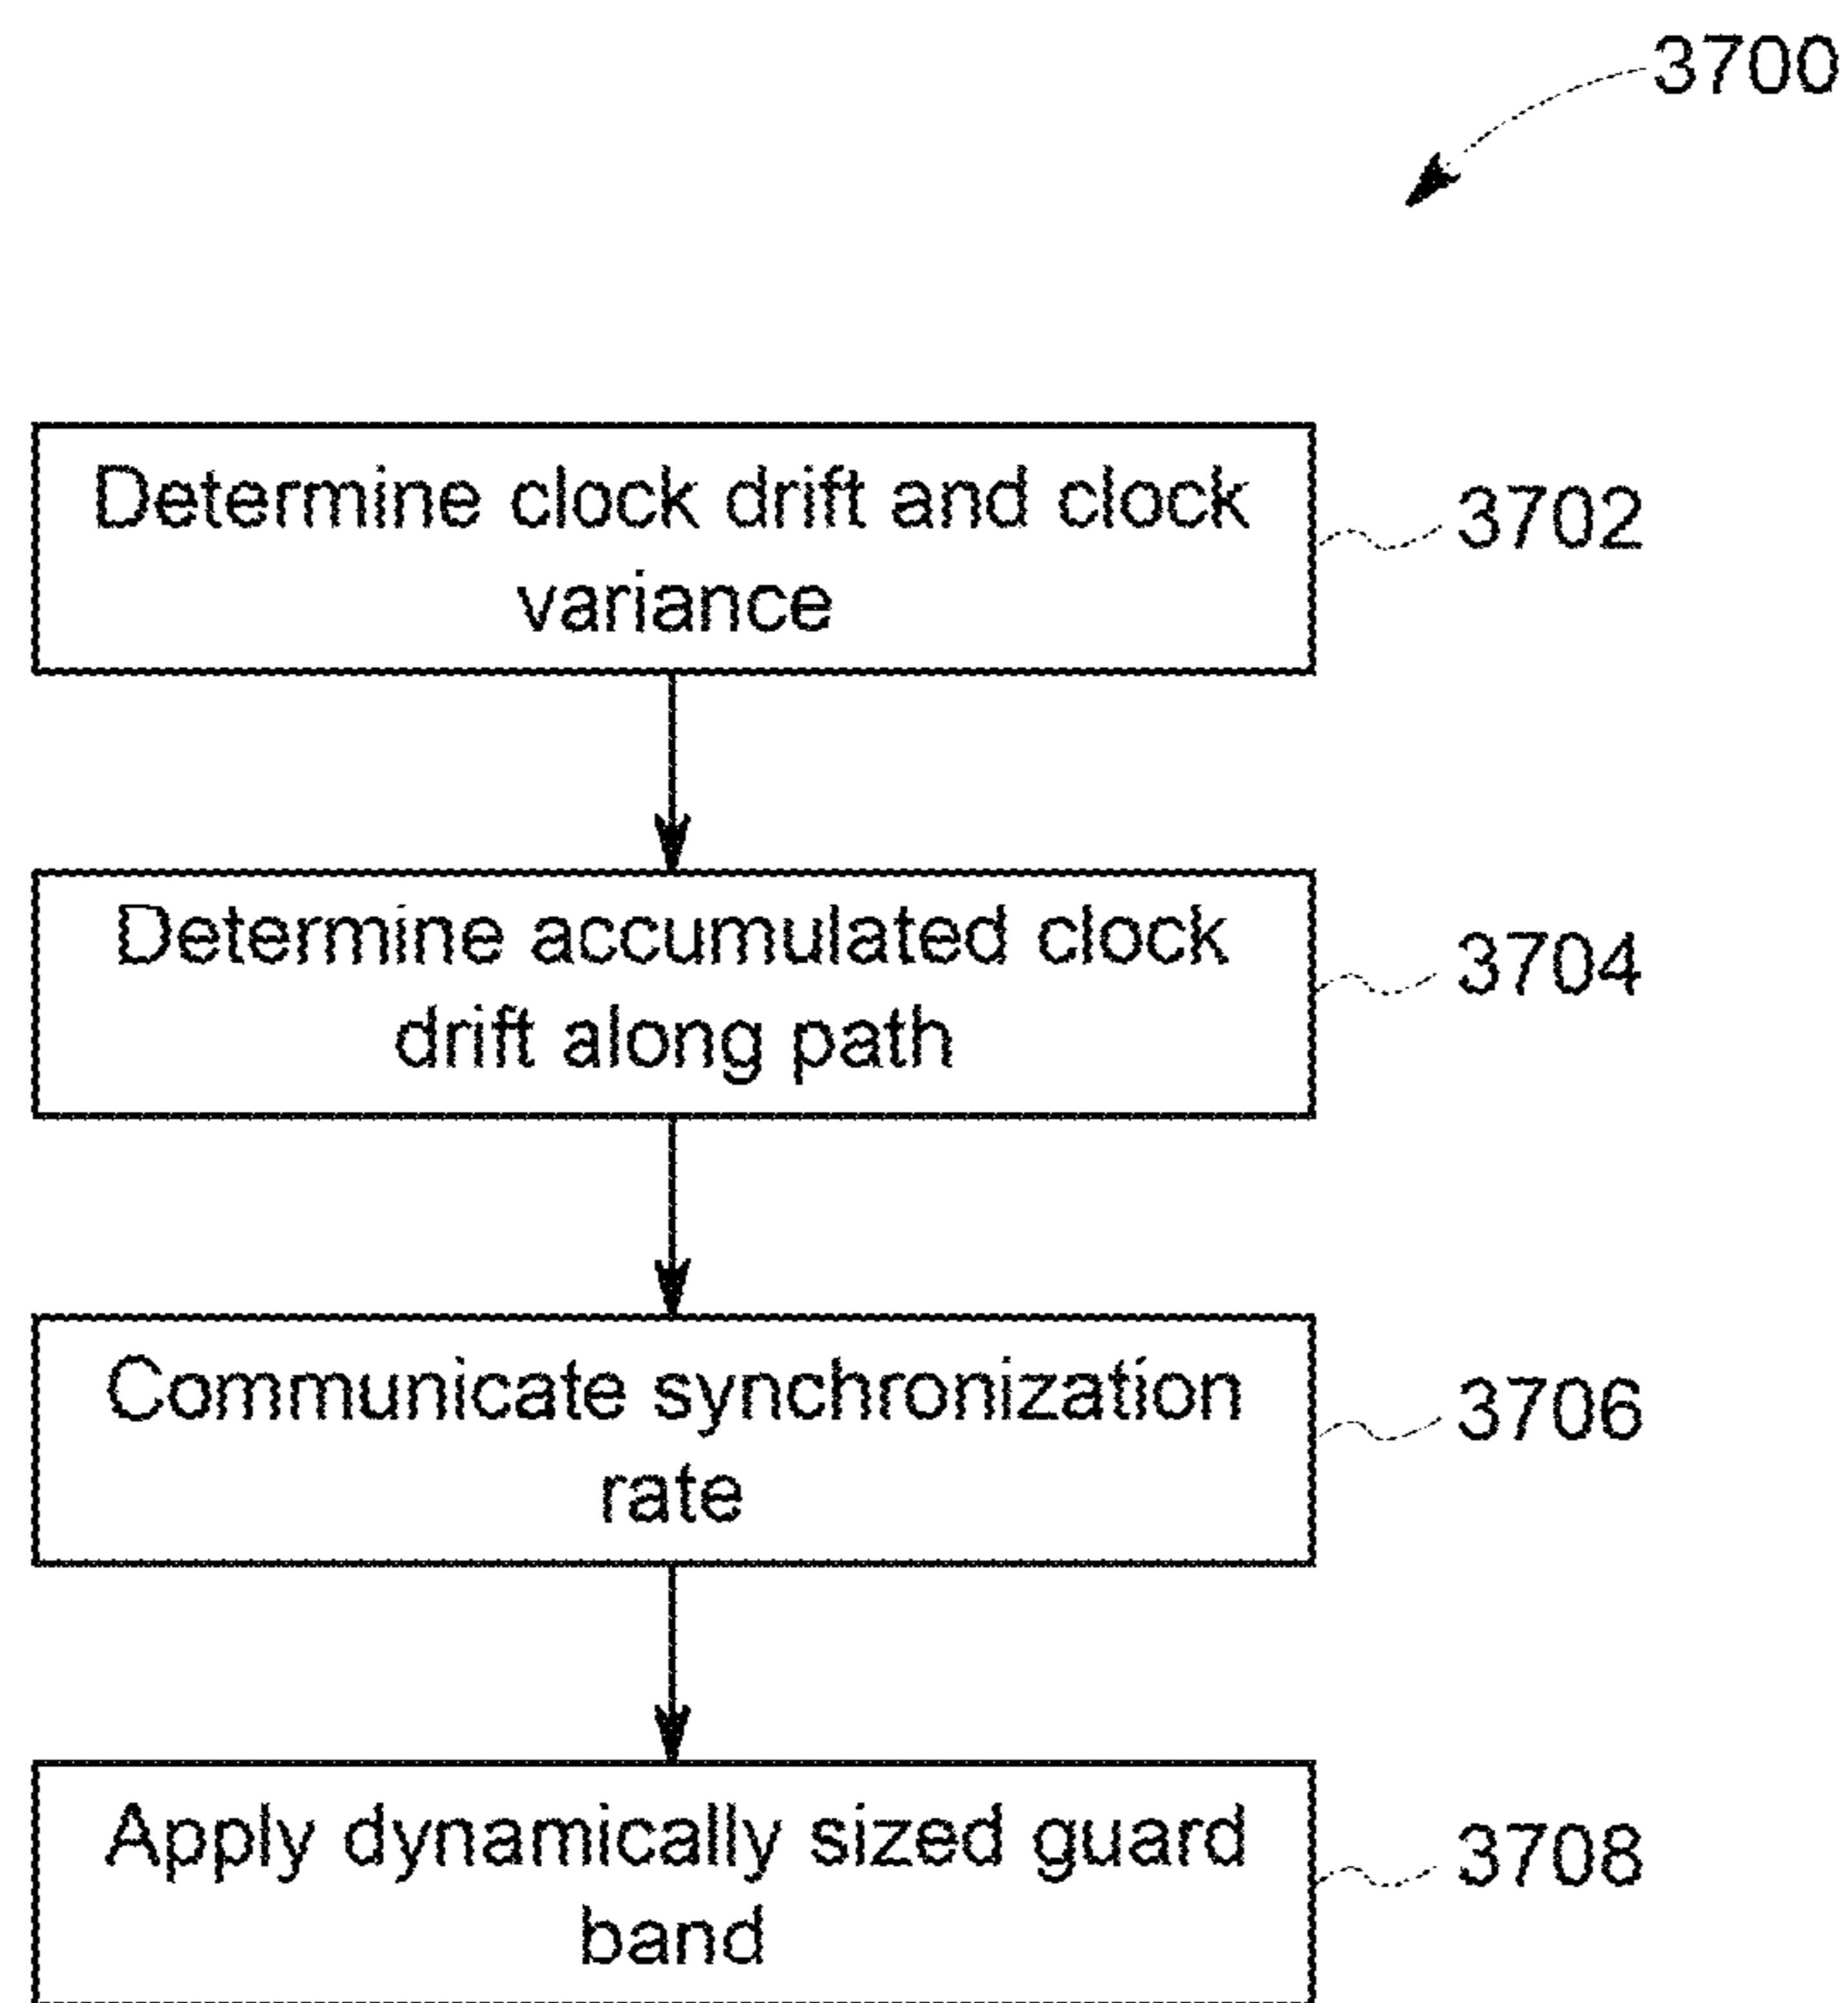 3700
Determine clock drift and clock
variance
3702
Determine accumulated clock
drift along path
3704
Communicate synchronization
rate
3706
Apply dynamically sized guard
band
3708